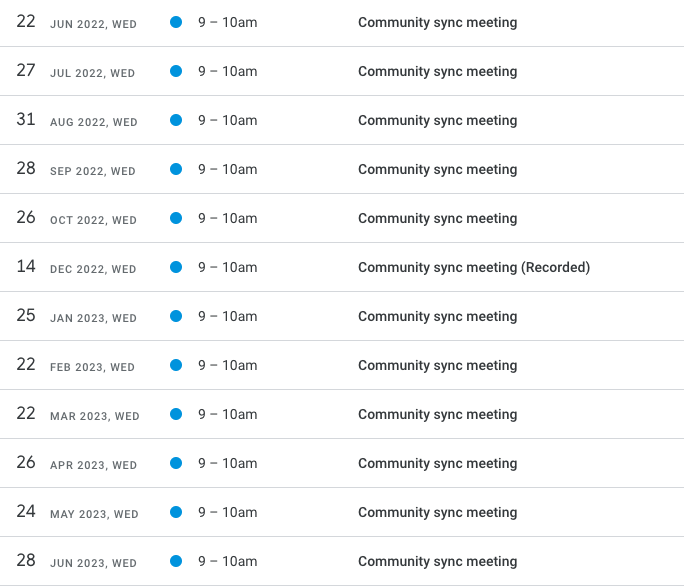 22 JUN 2022, WED 9 – 10am Community sync meeting
27 JUL 2022, WED 9 – 10am Community sync meeting
31 AUG 2022, WED 9 – 10am Community sync meeting
28 SEP 2022, WED 9 – 10am Community sync meeting
26 OCT 2022, WED 9 – 10am Community sync meeting
14 DEC 2022, WED 9 – 10am Community sync meeting (Recorded)
25 JAN 2023, WED 9 – 10am Community sync meeting
22 FEB 2023, WED 9 – 10am Community sync meeting
22 MAR 2023, WED 9 – 10am Community sync meeting
26 APR 2023, WED 9 – 10am Community sync meeting
24 MAY 2023, WED 9 – 10am Community sync meeting
28 JUN 2023, WED 9 – 10am Community sync meeting